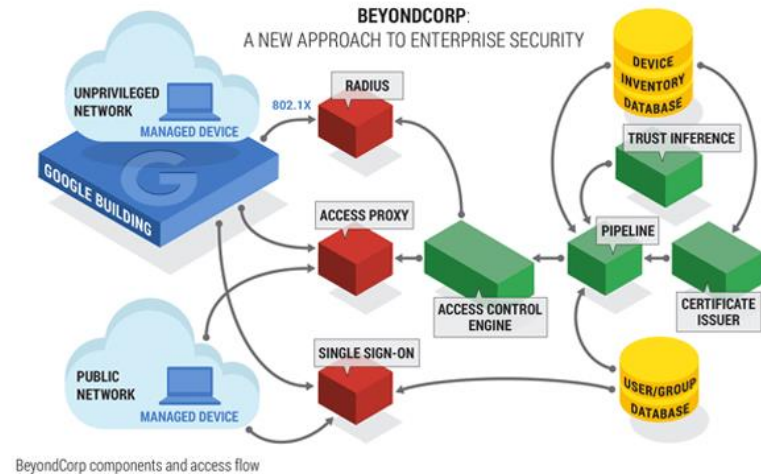 BEYONDCORP:
A NEW APPROACH TO ENTERPRISE SECURITY
UNPRIVILEGED
NETWORK
MANAGED DEVICE
GOOGLE BUILDING
G
802.1X
RADIUS
ACCESS PROXY
SINGLE SIGN-ON
PUBLIC
NETWORK
MANAGED DEVICE
ACCESS CONTROL
ENGINE
PIPELINE
TRUST INFERENCE
DEVICE
INVENTORY
DATABASE
CERTIFICATE
ISSUER
USER/GROUP
DATABASE
BeyondCorp components and access flow